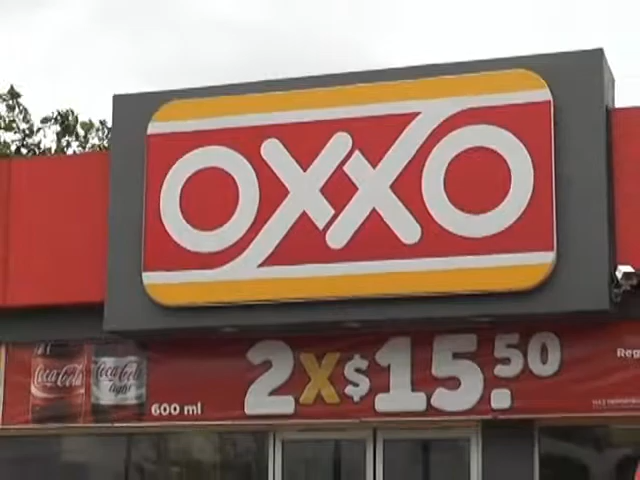 OXXO
Coca-Cola
Coca-Cola
light
600 ml
2X$15.50
Reg